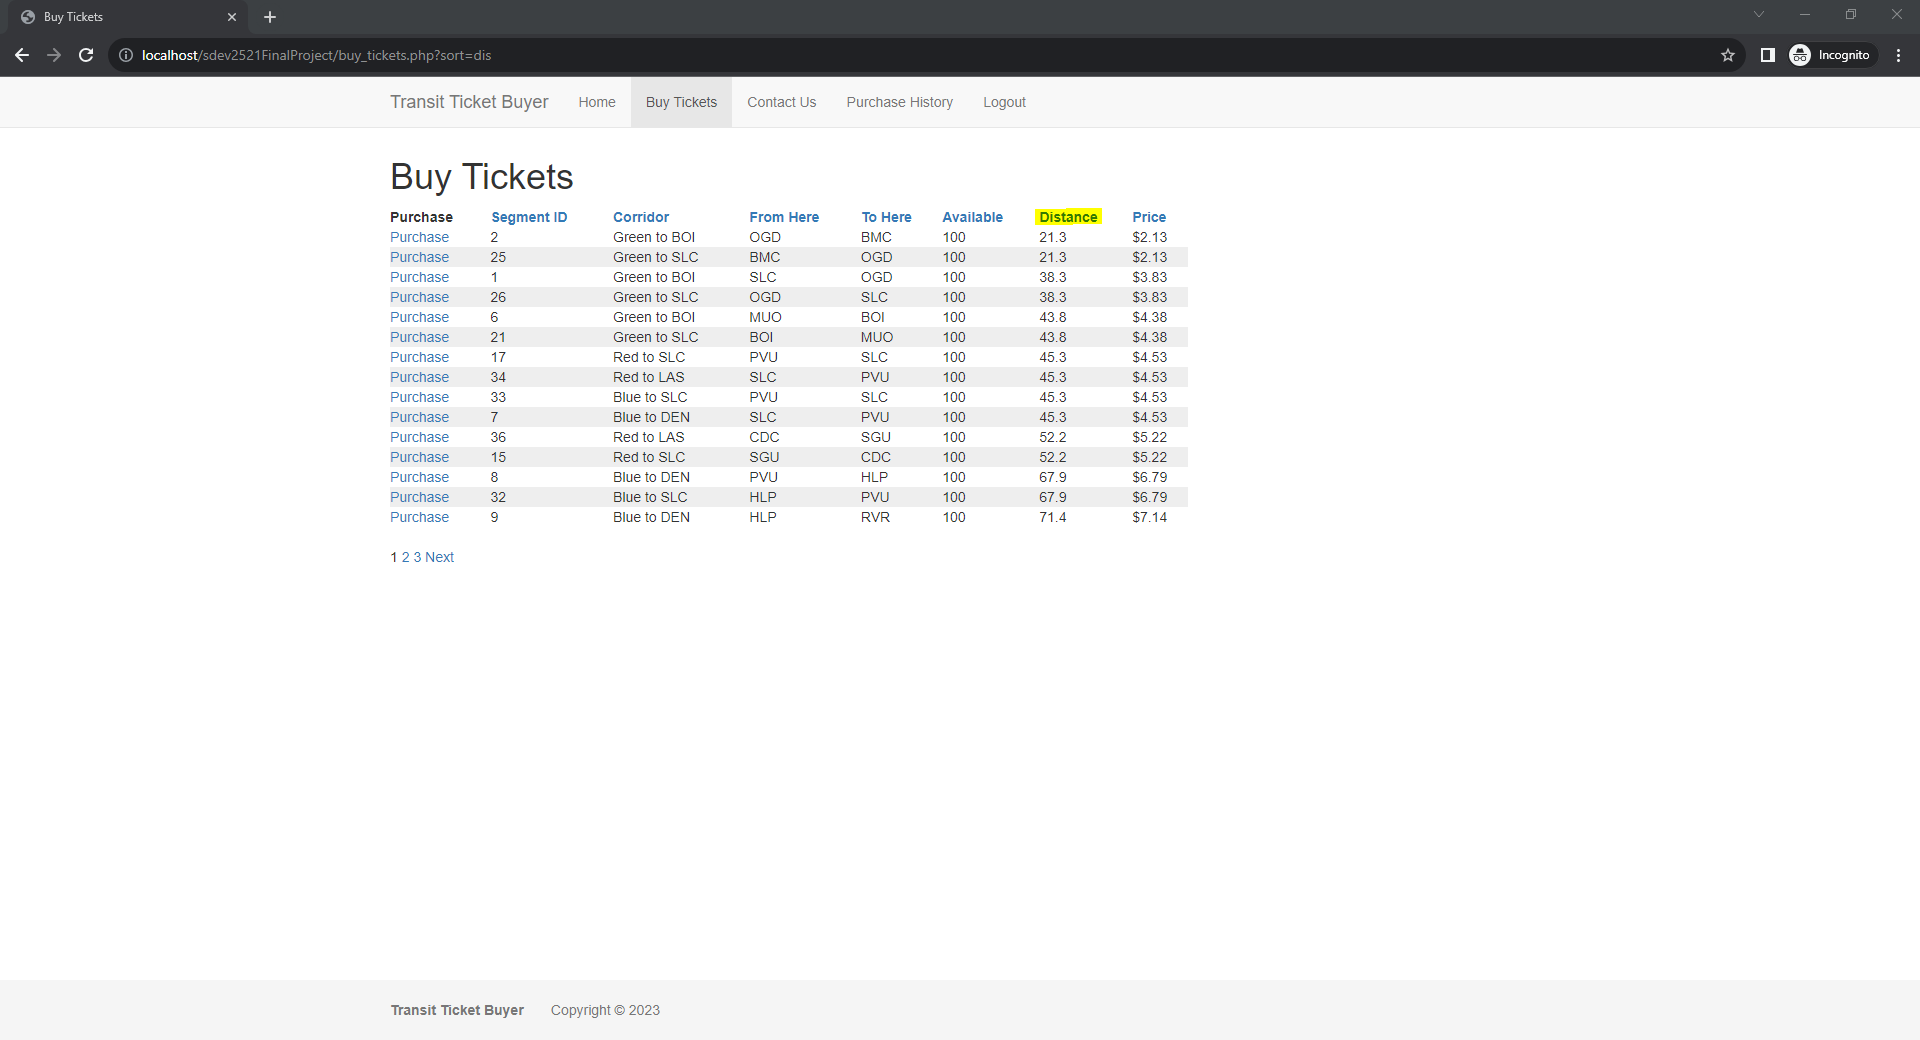 Buy Tickets
localhost/sdev2521FinalProject/buy_tickets.php?sort=dis Incognito
Transit Ticket Buyer Home Buy Tickets Contact Us Purchase History Logout
Buy Tickets
Purchase Segment ID Corridor From Here To Here Available Distance Price
Purchase 2 Green to BOI OGD BMC 100 21.3 $2.13
Purchase 25 Green to SLC BMC OGD 100 21.3 $2.13
Purchase 1 Green to BOI SLC OGD 100 38.3 $3.83
Purchase 26 Green to SLC OGD SLC 100 38.3 $3.83
Purchase 6 Green to BOI MUO BOI 100 43.8 $4.38
Purchase 21 Green to SLC BOI MUO 100 43.8 $4.38
Purchase 17 Red to SLC PVU SLC 100 45.3 $4.53
Purchase 34 Red to LAS SLC PVU 100 45.3 $4.53
Purchase 33 Blue to SLC PVU SLC 100 45.3 $4.53
Purchase 7 Blue to DEN SLC PVU 100 45.3 $4.53
Purchase 36 Red to LAS CDC SGU 100 52.2 $5.22
Purchase 15 Red to SLC SGU CDC 100 52.2 $5.22
Purchase 8 Blue to DEN PVU HLP 100 67.9 $6.79
Purchase 32 Blue to SLC HLP PVU 100 67.9 $6.79
Purchase 9 Blue to DEN HLP RVR 100 71.4 $7.14
1 2 3 Next
Transit Ticket Buyer Copyright © 2023